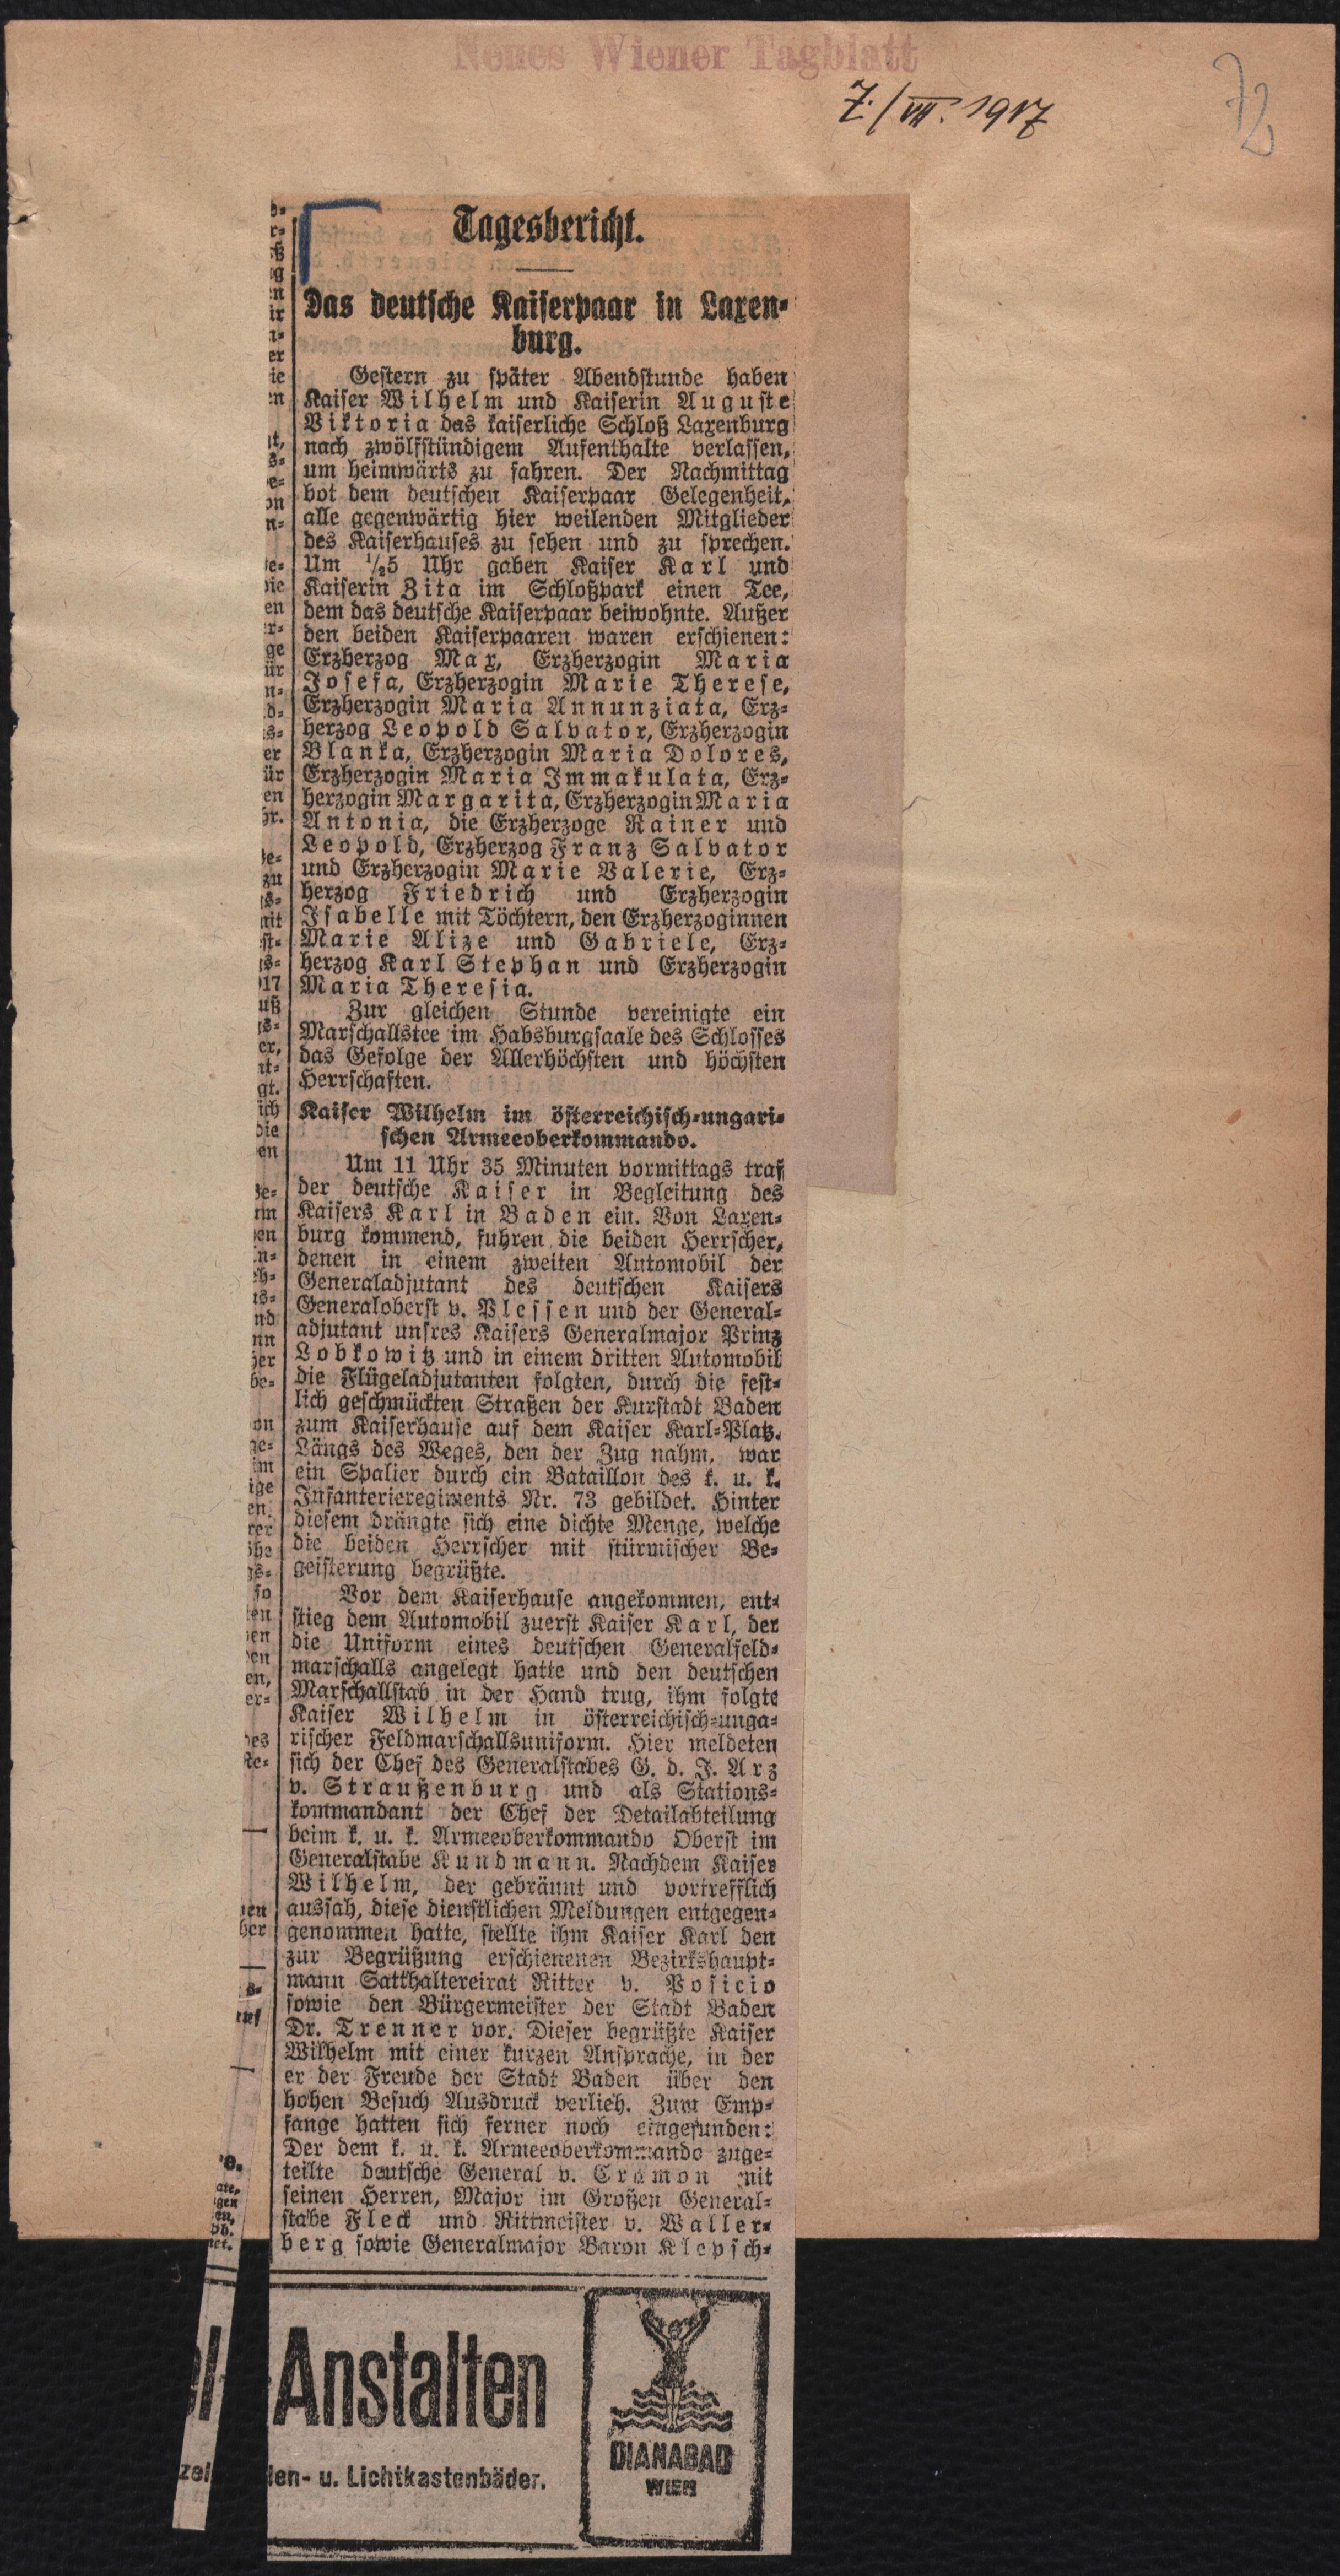 Neues Wiener Tagblatt
7./VII. 1917
72
Tagesbericht.
Das deutsche Kaiserpaar in Laxen-
burg.
Gestern zu später Abendstunde haben
Kaiser Wilhelm und Kaiserin Auguste
Viktoria das kaiserliche Schloß Laxenburg
nach zwölfstündigem Aufenthalte verlassen,
um heimwärts zu fahren. Der Nachmittag
bot dem deutschen Kaiserpaar Gelegenheit,
alle gegenwärtig hier weilenden Mitglieder
des Kaiserhauses zu sehen und zu sprechen.
Um 1/25 Uhr gaben Kaiser Karl und
Kaiserin Zita im Schloßpark einen Tee,
dem das deutsche Kaiserpaar beiwohnte. Außer
den beiden Kaiserpaaren waren erschienen:
Erzherzog Max, Erzherzogin Maria
Josefa, Erzherzogin Marie Therese,
Erzherzogin Maria Annunziata, Erz-
herzog Leopold Salvator, Erzherzogin
Blanka, Erzherzogin Maria Dolores,
Erzherzogin Maria Immakulata, Erz-
herzogin Margarita, Erzherzogin Maria
Antonia, die Erzherzoge Rainer und
Leopold, Erzherzog Franz Salvator
und Erzherzogin Marie Valerie, Erz-
herzog Friedrich und Erzherzogin
Isabelle mit Töchtern, den Erzherzoginnen
Marie Alize und Gabriele, Erz-
herzog Karl Stephan und Erzherzogin
Maria Theresia.
Zur gleichen Stunde vereinigte ein
Marschallstee im Habsburgsaale des Schlosses
das Gefolge der Allerhöchsten und höchsten
Herrschaften.
Kaiser Wilhelm im österreichisch-ungari-
schen Armeeoberkommando.
Um 11 Uhr 35 Minuten vormittags traf
der deutsche Kaiser in Begleitung des
Kaisers Karl in Baden ein. Von Laxen-
burg kommend, fuhren die beiden Herrscher,
denen in einem zweiten Automobil der
Generaladjutant des deutschen Kaisers
Generaloberst v. Plessen und der General-
adjutant unsres Kaisers Generalmajor Prinz
Lobkowitz und in einem dritten Automobil
die Flügeladjutanten folgten, durch die fest-
lich geschmückten Straßen der Kurstadt Baden
zum Kaiserhause auf dem Kaiser Karl-Platz.
Längs des Weges, den der Zug nahm, war
ein Spalier durch ein Bataillon des k. u. k.
Infanterieregiments Nr. 73 gebildet. Hinter
diesem drängte sich eine dichte Menge, welche
die beiden Herrscher mit stürmischer Be-
geisterung begrüßte.
Vor dem Kaiserhause angekommen, ent-
stieg dem Automobil zuerst Kaiser Karl, der
die Uniform eines deutschen Generalfeld-
marschalls angelegt hatte und den deutschen
Marschallstab in der Hand trug, ihm folgte
Kaiser Wilhelm in österreichisch-unga-
rischer Feldmarschallsuniform. Hier meldeten
sich der Chef des Generalstabes G. d. I. Arz
v. Straußenburg und als Stations-
kommandant der Chef der Detailabteilung
beim k. u. k. Armeeoberkommando Oberst im
Generalstabe Kundmann. Nachdem Kaiser
Wilhelm, der gebräunt und vortrefflich
aussah, diese dienstlichen Meldungen entgegen-
genommen hatte, stellte ihm Kaiser Karl den
zur Begrüßung erschienenen Bezirkshaupt-
mann Satthaltereirat Ritter v. Posicio
sowie den Bürgermeister der Stadt Baden
Dr. Trenner vor. Dieser begrüßte Kaiser
Wilhelm mit einer kurzen Ansprache, in der
er der Freude der Stadt Baden über den
hohen Besuch Ausdruck verlieh. Zum Emp-
fange hatten sich ferner noch eingefunden:
Der dem k. u. k. Armeeoberkommando zuge-
teilte deutsche General v. Cramon mit
seinen Herren, Major im Großen General-
stabe Fleck und Rittmeister v. Waller-
berg sowie Generalmajor Baron Klepsch-
Anstalten
en- u. Lichtkastenbäder.
DIANABAD
WIEN